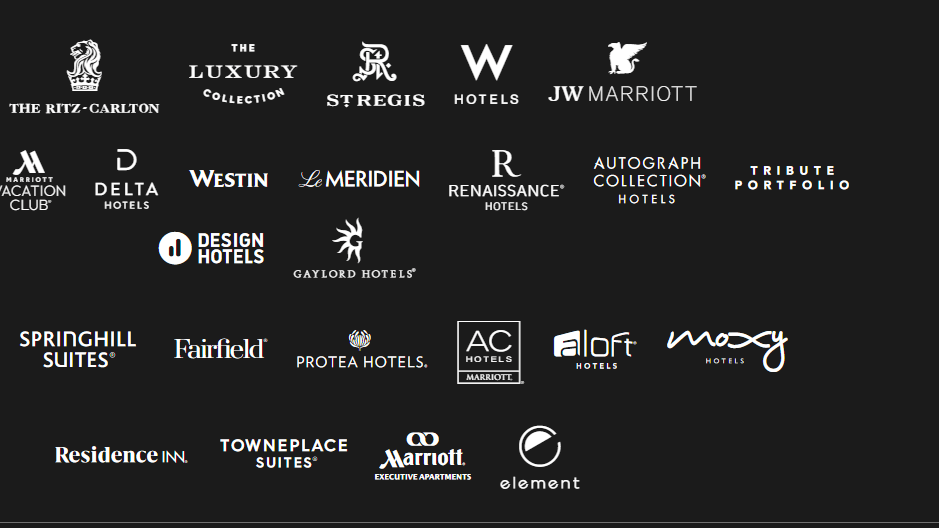 THE RITZ-CARLTON
THE
LUXURY
COLLECTION
ST REGIS
W
HOTELS
JW MARRIOTT
MARRIOTT
VACATION
CLUB
D
DELTA
HOTELS
WESTIN
Le MERIDIEN
R
RENAISSANCE®
HOTELS
AUTOGRAPH
COLLECTION®
HOTELS
TRIBUTE
PORTFOLIO
DESIGN
HOTELS
GAYLORD HOTELS®
SPRINGHILL
SUITES®
Fairfield®
PROTEA HOTELS.
AC
HOTELS
MARRIOTT
aloft
HOTELS
moxy
HOTELS
Residence INN.
TOWNEPLACE
SUITES®
Marriott.
EXECUTIVE APARTMENTS
element